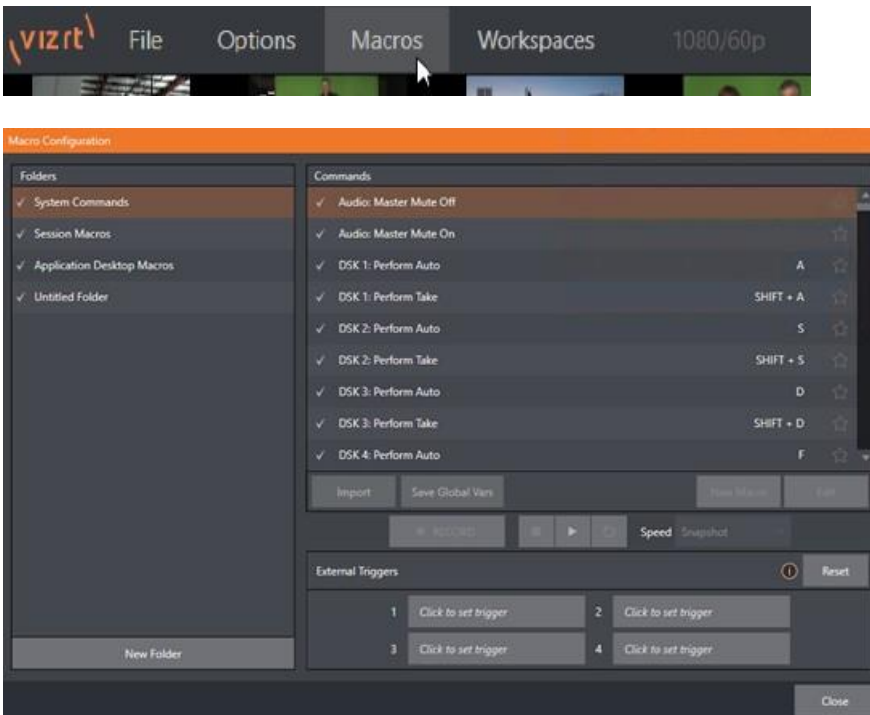 vizrt File Options Macros Workspaces 1080/60p
Macro Configuration
Folders
✓ System Commands
✓ Session Macros
✓ Application Desktop Macros
✓ Untitled Folder
New Folder
Commands
✓ Audio: Master Mute Off
✓ Audio: Master Mute On
✓ DSK 1: Perform Auto A
✓ DSK 1: Perform Take SHIFT + A
✓ DSK 2: Perform Auto S
✓ DSK 2: Perform Take SHIFT + S
✓ DSK 3: Perform Auto D
✓ DSK 3: Perform Take SHIFT + D
✓ DSK 4: Perform Auto F
Import Save Global Vars New Macro Edit
RECORD Speed Snapshot
External Triggers Reset
1 Click to set trigger 2 Click to set trigger
3 Click to set trigger 4 Click to set trigger
Close